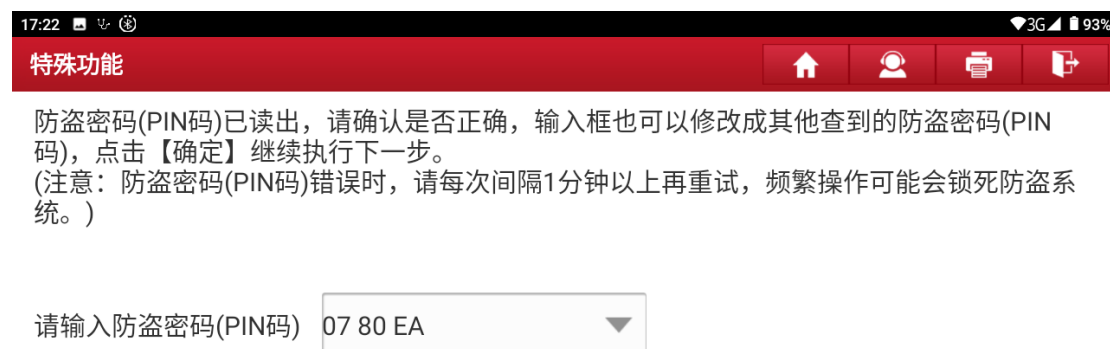 17:22 3G 93%
特殊功能
防盗密码(PIN码)已读出，请确认是否正确，输入框也可以修改成其他查到的防盗密码(PIN
码)，点击【确定】继续执行下一步。
(注意：防盗密码(PIN码)错误时，请每次间隔1分钟以上再重试，频繁操作可能会锁死防盗系
统。)
请输入防盗密码(PIN码) 07 80 EA